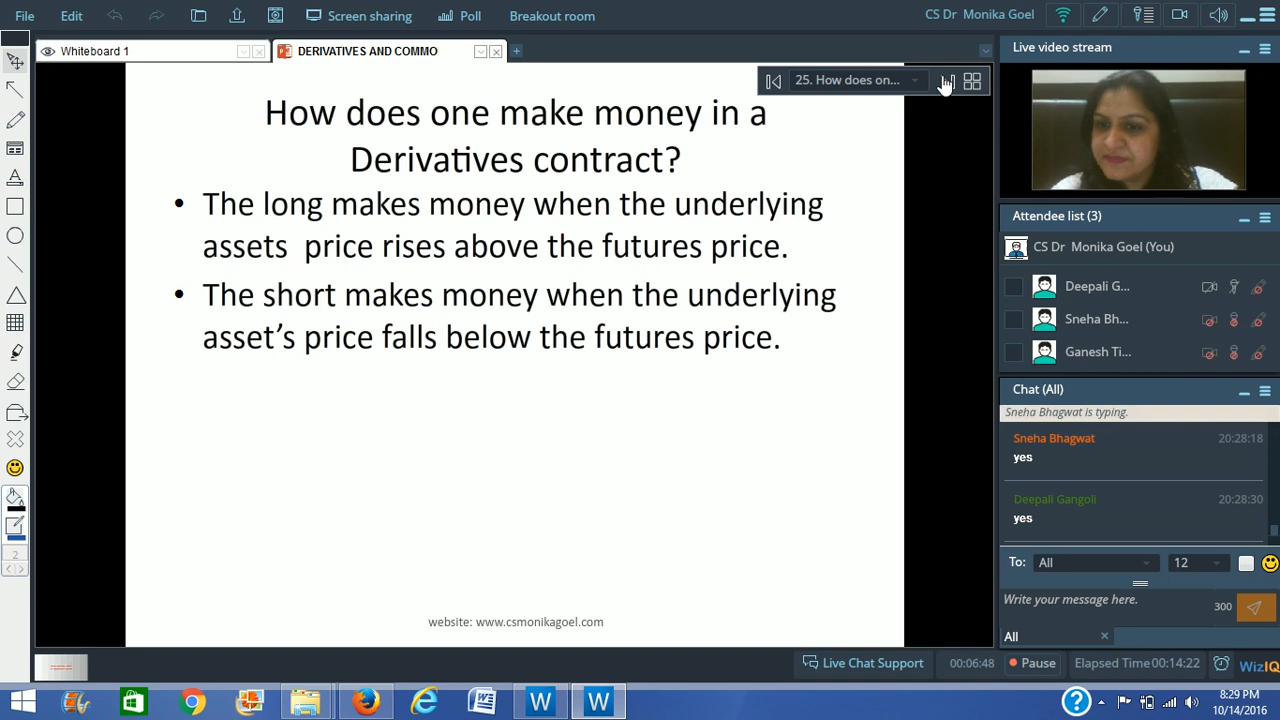 File Edit Screen sharing Poll Breakout room CS Dr Monika Goel
Whiteboard 1 DERIVATIVES AND COMMO
25. How does on...
How does one make money in a
Derivatives contract?
• The long makes money when the underlying
assets price rises above the futures price.
• The short makes money when the underlying
asset's price falls below the futures price.
website: www.csmonikagoel.com
Live video stream
Attendee list (3)
CS Dr Monika Goel (You)
Deepali G...
Sneha Bh...
Ganesh Ti...
Chat (All)
Sneha Bhagwat is typing.
Sneha Bhagwat 20:28:18
yes
Deepali Gangoli 20:28:30
yes
To: All 12
Write your message here. 300
All
2
Live Chat Support 00:06:48 Pause Elapsed Time 00:14:22 WizIQ
8:29 PM
10/14/2016